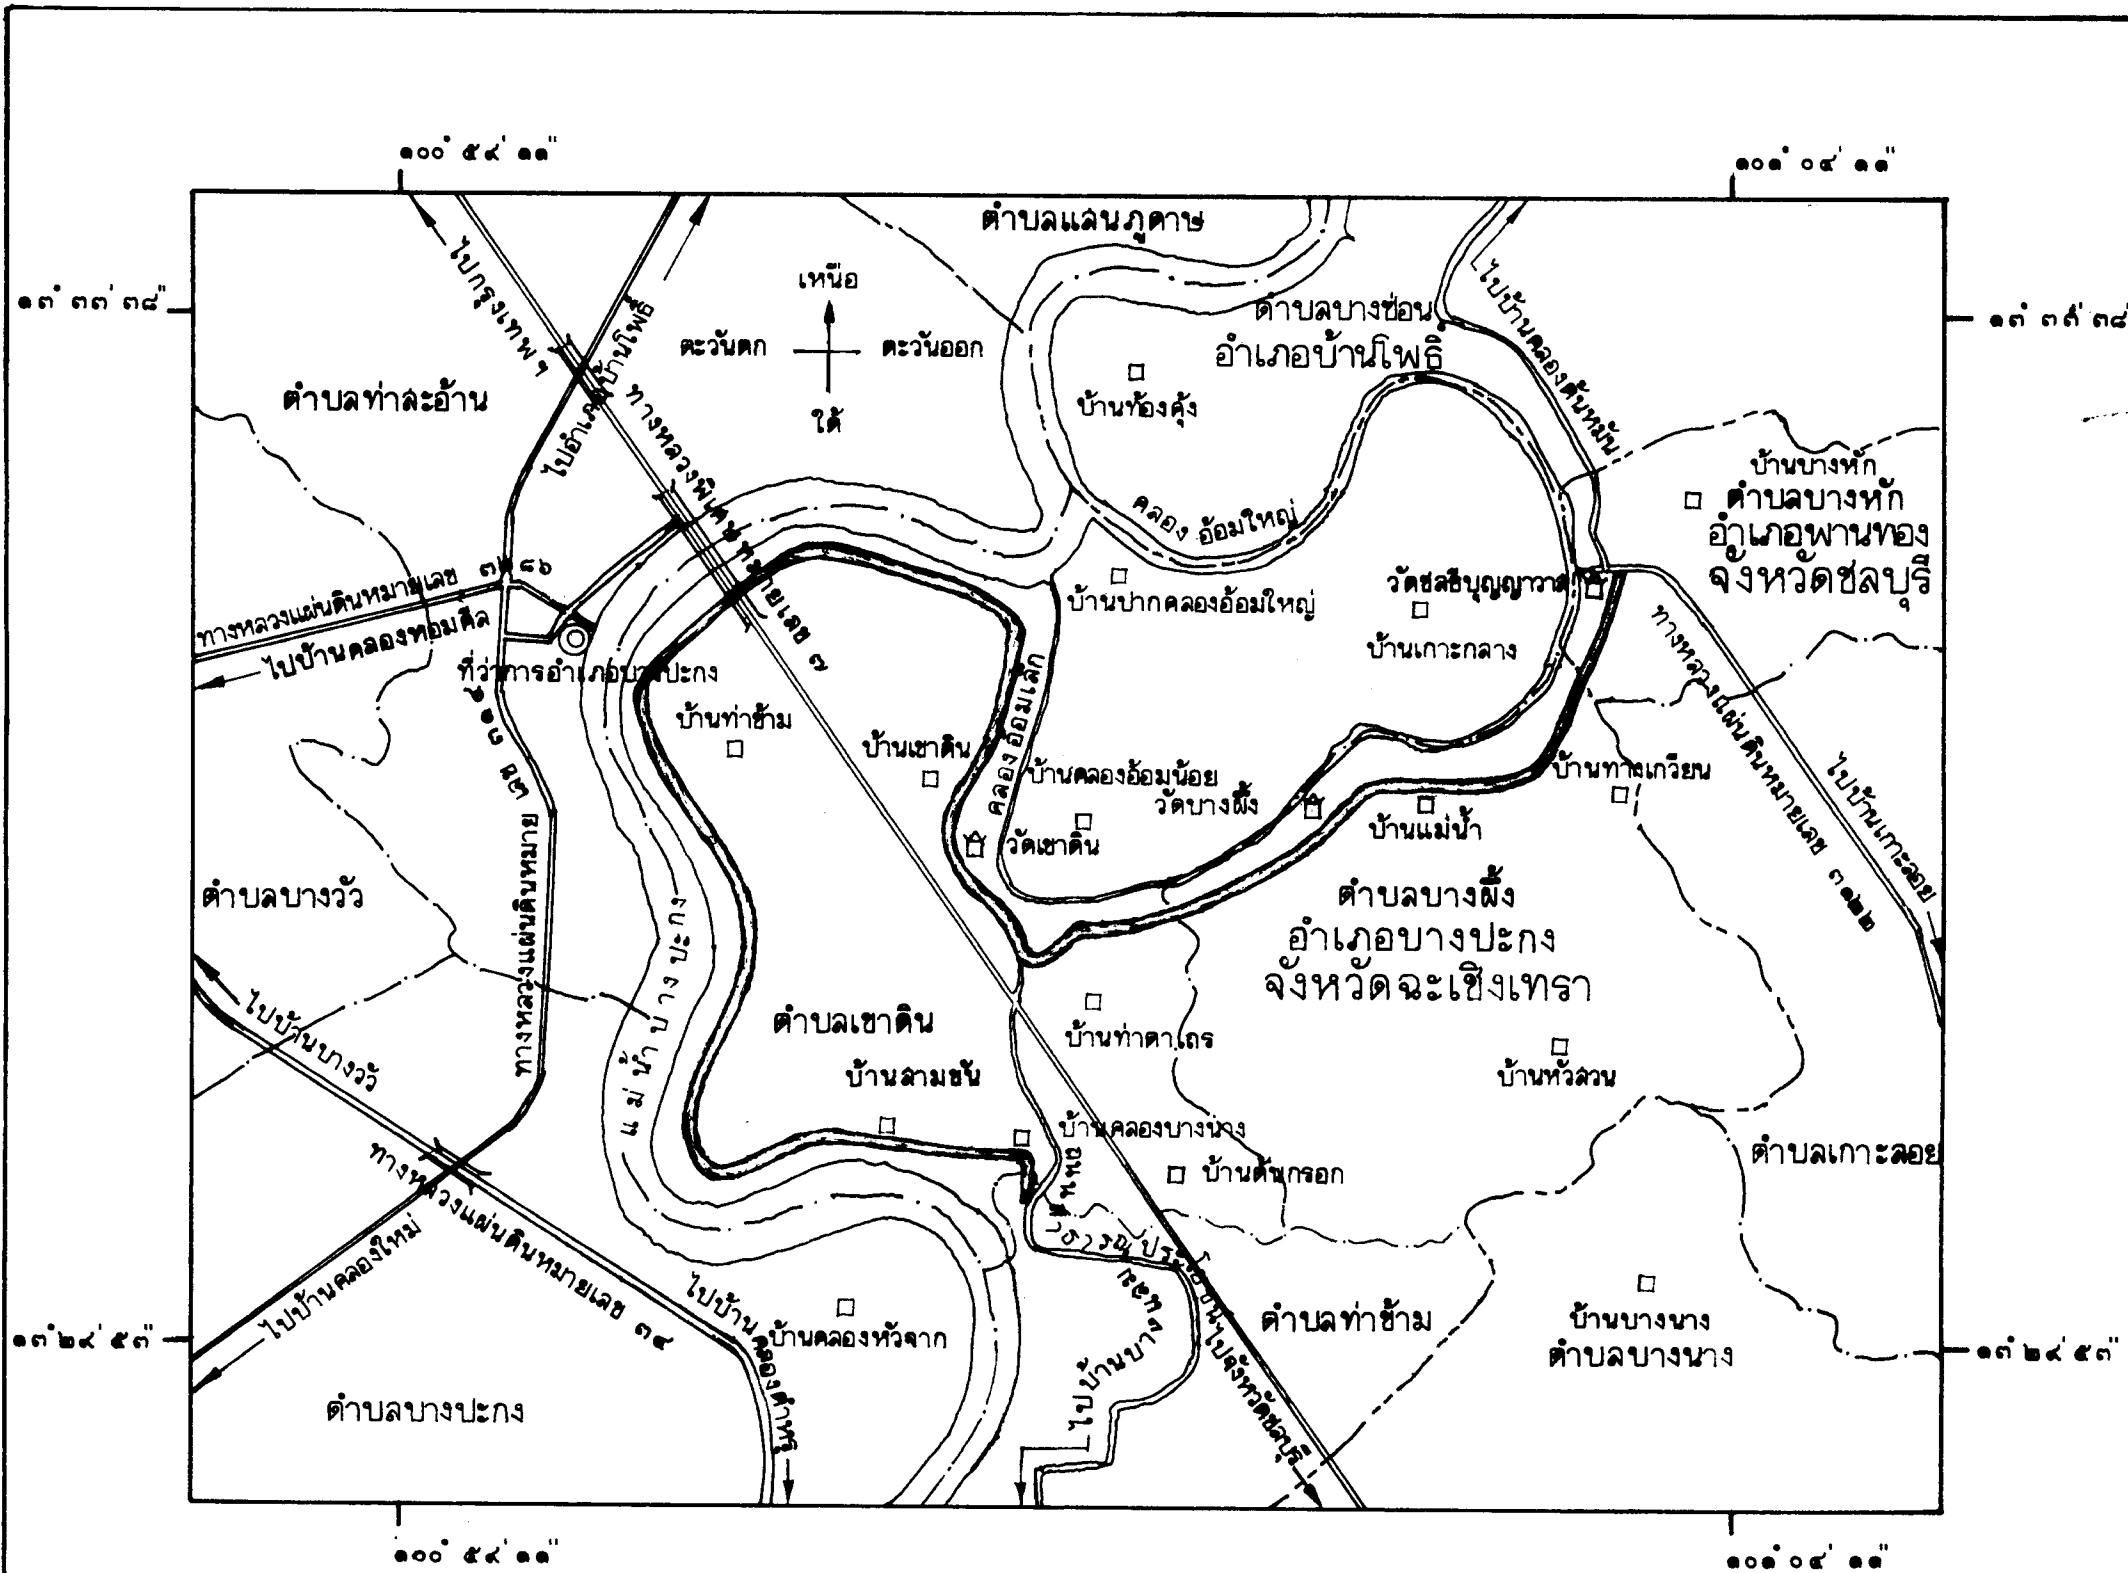 ๑๐๐° ๕๔' ๑๑"
๑๐๑° ๐๔' ๑๑"
๑๓° ๓๓' ๓๘"
๑๓° ๓๓' ๓๘"
ตำบลแสนภูดาษ
ไปกรุงเทพฯ
ไปอำเภอบ้านโพธิ์
เหนือ
ตะวันตก
ตะวันออก
ใต้
ตำบลบางซ่อน
อำเภอบ้านโพธิ์
ไปบ้านคลองต้นหมัน
ตำบลท่าสะอ้าน
บ้านท้องคุ้ง
ทางหลวงพิเศษหมายเลข ๗
คลองอ้อมใหญ่
บ้านบางหัก
ตำบลบางหัก
อำเภอพานทอง
จังหวัดชลบุรี
ทางหลวงแผ่นดินหมายเลข
ไปบ้านคลองหอมศีล
ที่ว่าการอำเภอบางปะกง
บ้านปากคลองอ้อมใหญ่
วัดชลธีบุญญาวาส
บ้านเกาะกลาง
บ้านท่าข้าม
บ้านเขาดิน
คลองอ้อมเล็ก
บ้านคลองอ้อมน้อย
วัดบางผึ้ง
วัดเขาดิน
บ้านแม่น้ำ
บ้านทางเกวียน
ทางหลวงแผ่นดินหมายเลข ๓๑๒๒
ไปบ้านเกาะลอย
ทางหลวงแผ่นดินหมาย
ตำบลบางวัว
แม่น้ำบางปะกง
ตำบลบางผึ้ง
อำเภอบางปะกง
จังหวัดฉะเชิงเทรา
ไปบ้านบางวัว
ตำบลเขาดิน
บ้านสามขัน
บ้านท่าตาเถร
บ้านหัวสวน
บ้านคลองบางนาง
บ้านต้นกรอก
ตำบลเกาะลอย
ถนนสาธารณประโยชน์
ทางหลวงแผ่นดินหมายเลข ๓๔
ไปบ้านคลองใหม่
ไปบ้านคลองตำหรุ
บ้านคลองหัวจาก
ไปบ้านบาง
ไปจังหวัดชลบุรี
ตำบลท่าข้าม
บ้านบางนาง
ตำบลบางนาง
ตำบลบางปะกง
๑๓° ๒๔' ๕๓"
๑๓° ๒๔' ๕๓"
๑๐๐° ๕๔' ๑๑"
๑๐๑° ๐๔' ๑๑"